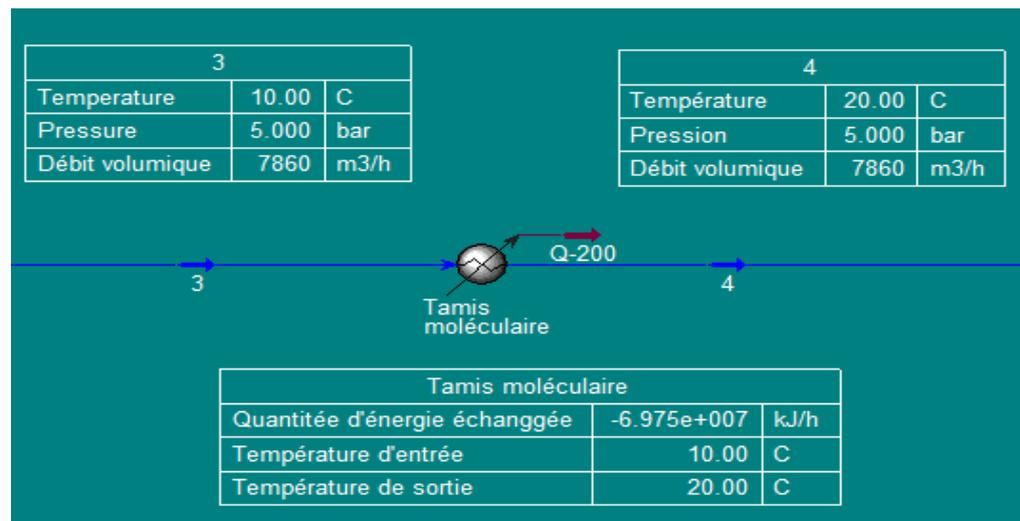 3
Temperature 10.00 C
Pressure 5.000 bar
Débit volumique 7860 m3/h
4
Température 20.00 C
Pression 5.000 bar
Débit volumique 7860 m3/h
Q-200
3
4
Tamis
moléculaire
Tamis moléculaire
Quantitée d'énergie échanggée -6.975e+007 kJ/h
Température d'entrée 10.00 C
Température de sortie 20.00 C